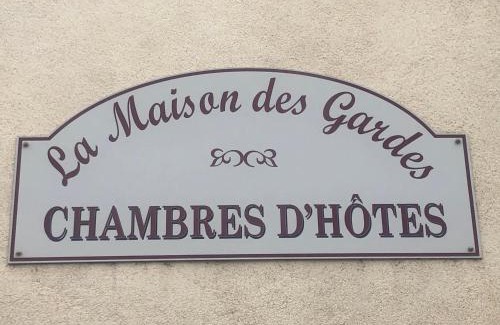 La Maison des Gardes
CHAMBRES D'HÔTES